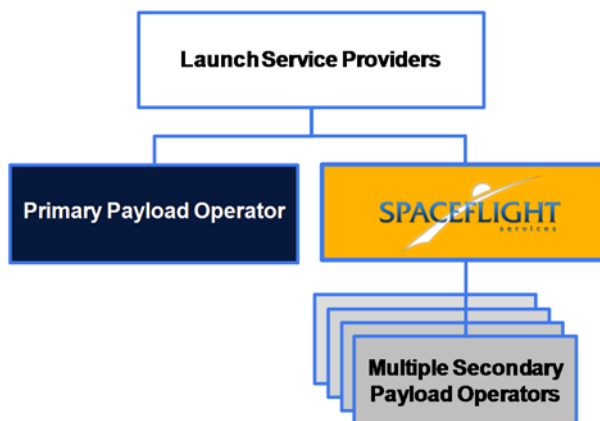 Launch Service Providers
Primary Payload Operator
SPACEFLIGHT
services
Multiple Secondary
Payload Operators